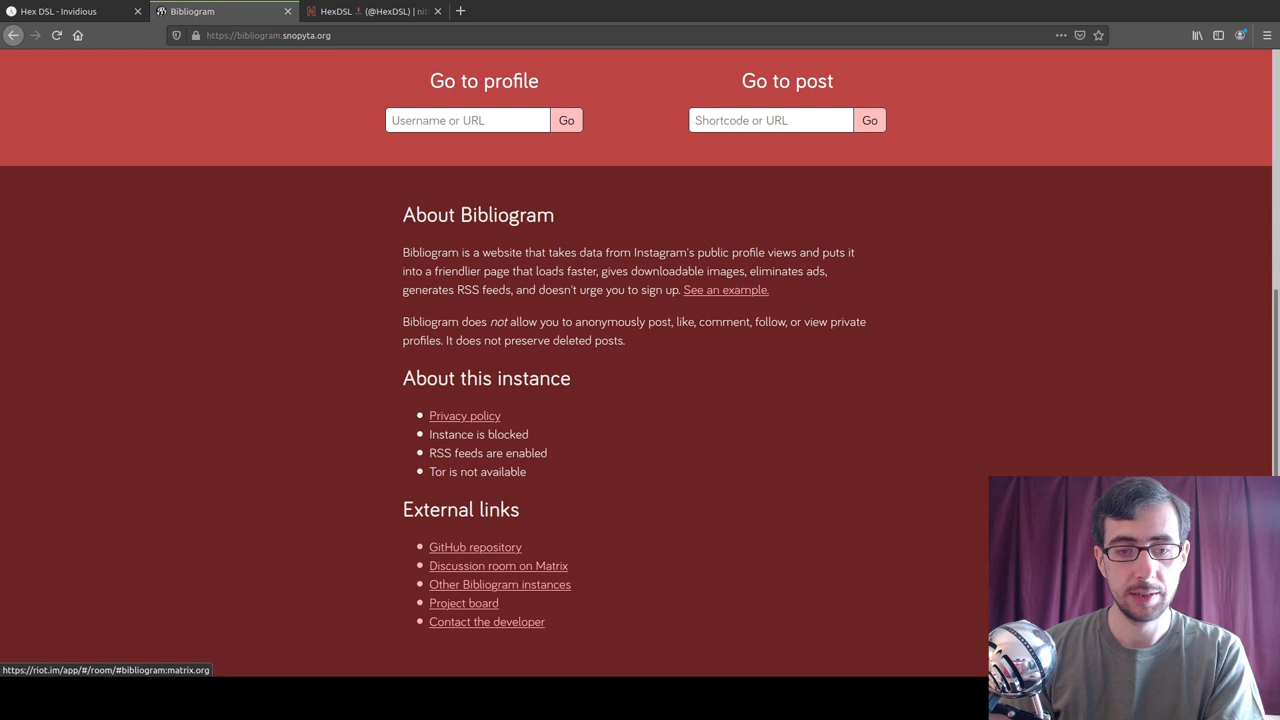 Hex DSL - Invidious
Bibliogram
HexDSL (@HexDSL) | nit
https://bibliogram.snopyta.org
Go to profile
Go to post
Username or URL
Go
Shortcode or URL
Go
About Bibliogram
Bibliogram is a website that takes data from Instagram's public profile views and puts it
into a friendlier page that loads faster, gives downloadable images, eliminates ads,
generates RSS feeds, and doesn't urge you to sign up. See an example.
Bibliogram does not allow you to anonymously post, like, comment, follow, or view private
profiles. It does not preserve deleted posts.
About this instance
Privacy policy
Instance is blocked
RSS feeds are enabled
Tor is not available
External links
GitHub repository
Discussion room on Matrix
Other Bibliogram instances
Project board
Contact the developer
https://riot.im/app/#/room/#bibliogram:matrix.org